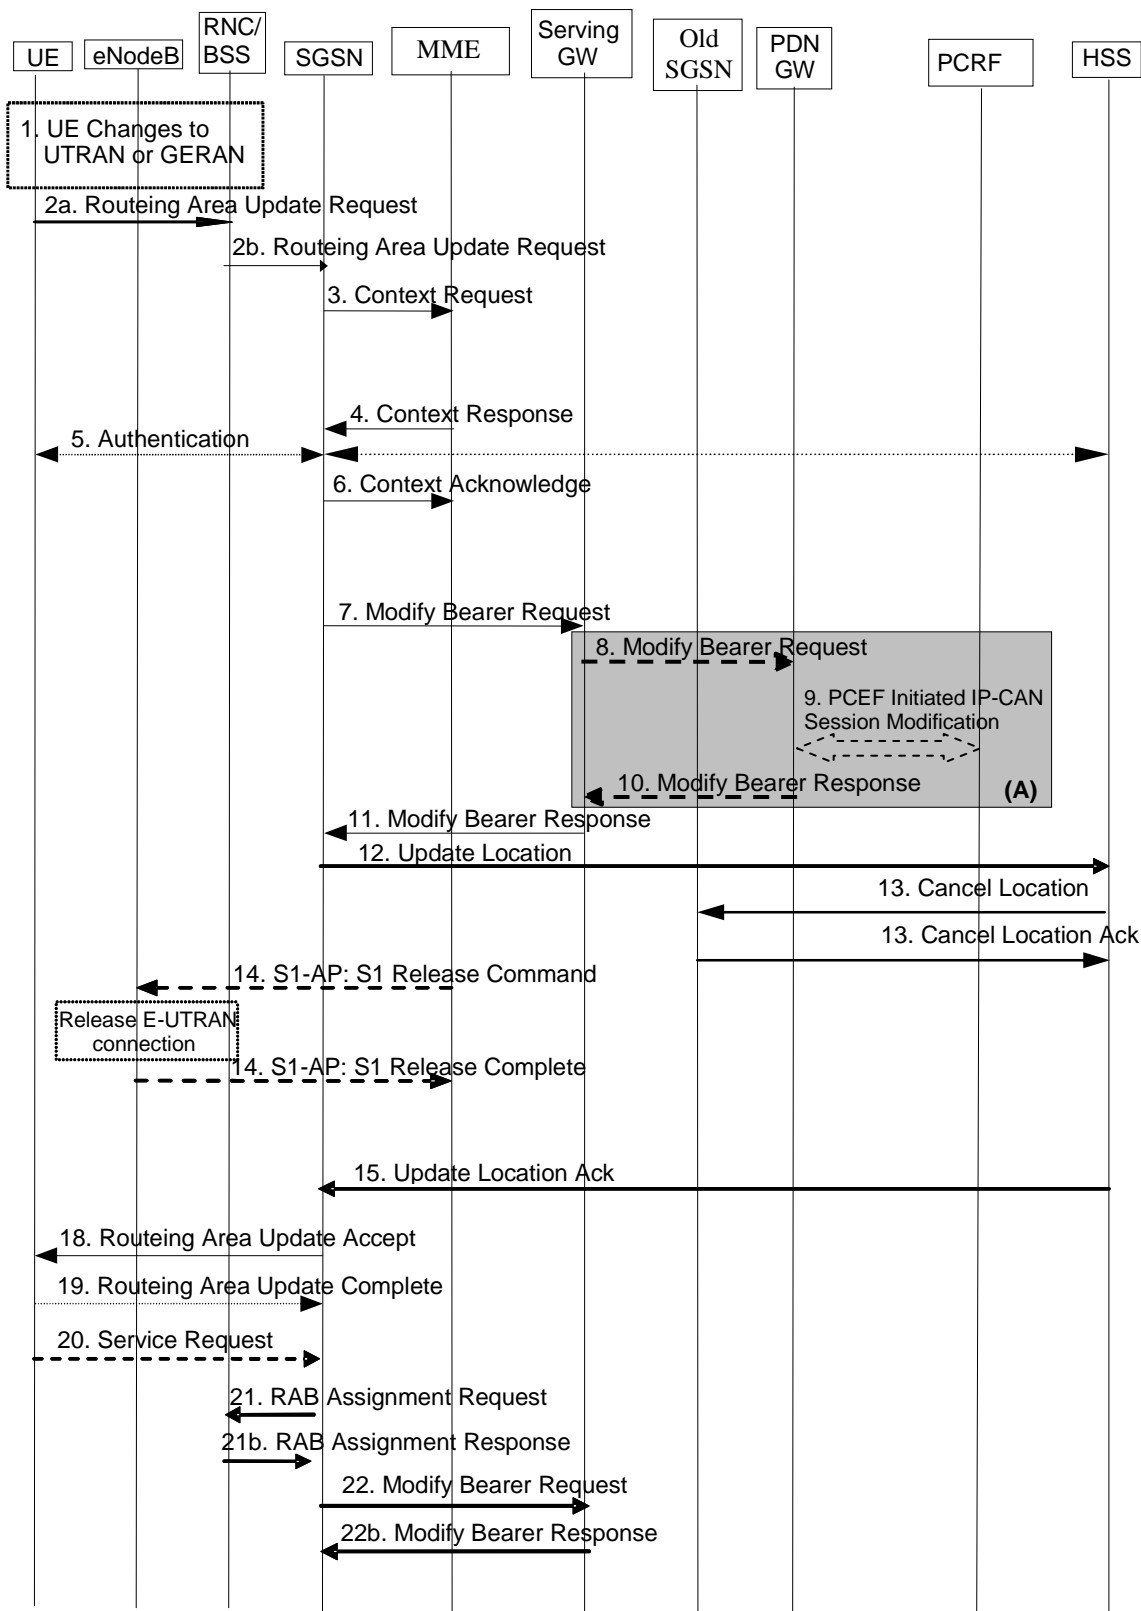 UE
eNodeB
RNC/
BSS
SGSN
MME
Serving
GW
Old
SGSN
PDN
GW
PCRF
HSS
1. UE Changes to
UTRAN or GERAN
2a. Routeing Area Update Request
2b. Routeing Area Update Request
3. Context Request
4. Context Response
5. Authentication
6. Context Acknowledge
7. Modify Bearer Request
8. Modify Bearer Request
9. PCEF Initiated IP-CAN
Session Modification
10. Modify Bearer Response
(A)
11. Modify Bearer Response
12. Update Location
13. Cancel Location
13. Cancel Location Ack
14. S1-AP: S1 Release Command
Release E-UTRAN
connection
14. S1-AP: S1 Release Complete
15. Update Location Ack
18. Routeing Area Update Accept
19. Routeing Area Update Complete
20. Service Request
21. RAB Assignment Request
21b. RAB Assignment Response
22. Modify Bearer Request
22b. Modify Bearer Response